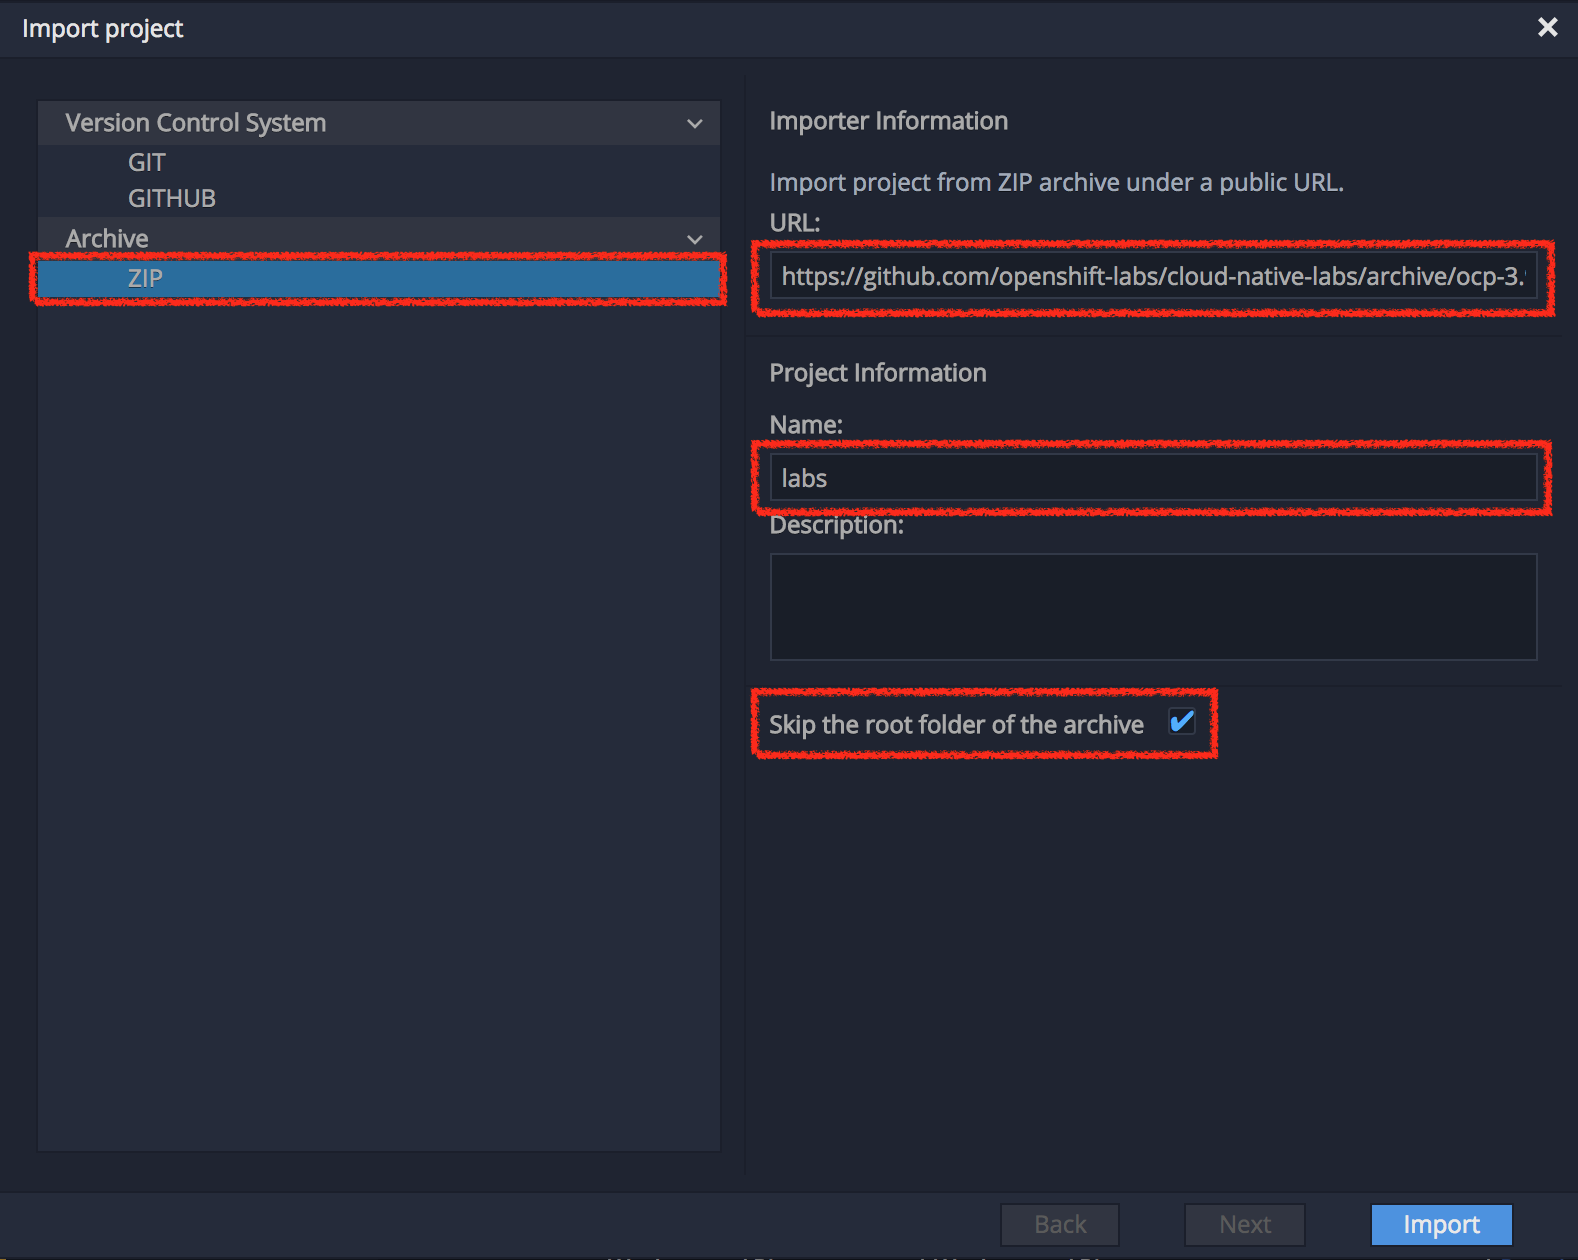 Import project
Version Control System
GIT
GITHUB
Archive
ZIP
Importer Information
Import project from ZIP archive under a public URL.
URL:
https://github.com/openshift-labs/cloud-native-labs/archive/ocp-3.
Project Information
Name:
labs
Description:
Skip the root folder of the archive
Back
Next
Import